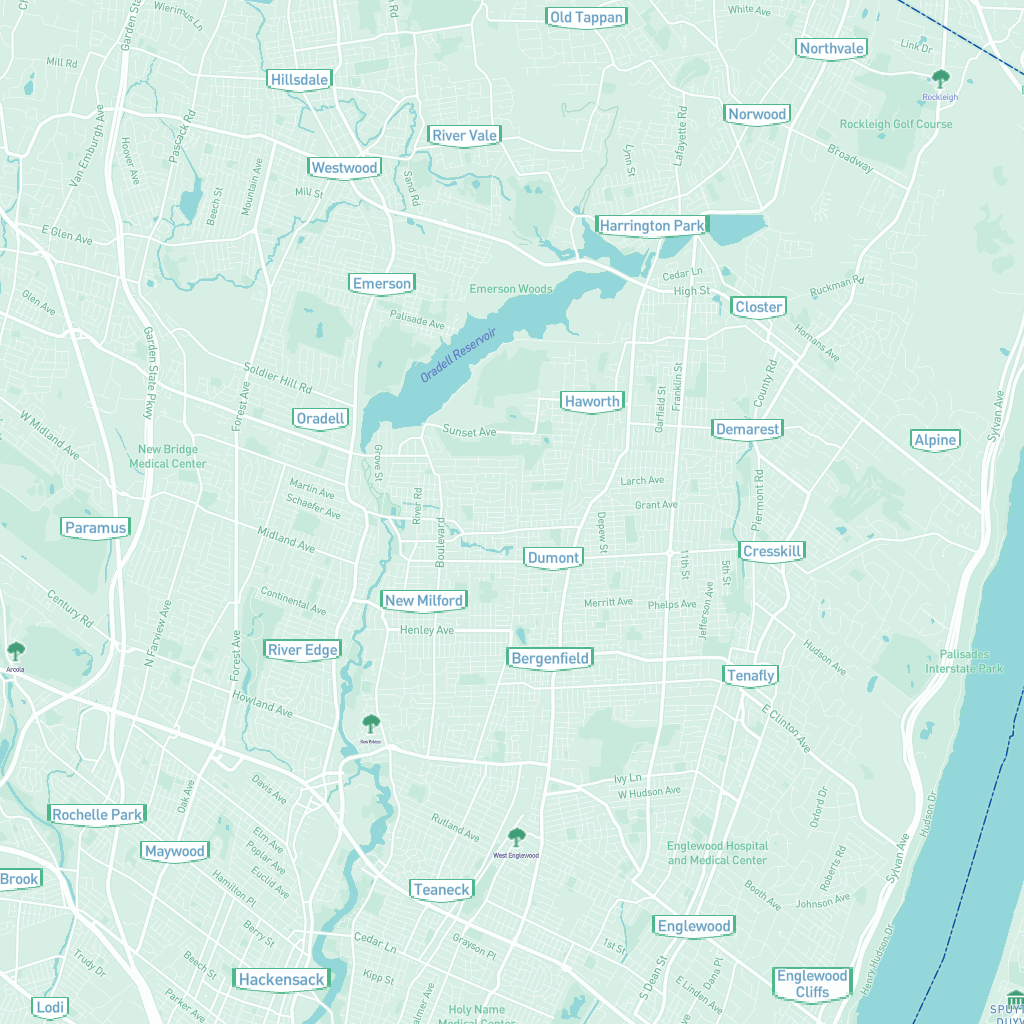 Wierimus Ln
Rd
Old Tappan
White Ave
Garden Sta
Link Dr
Northvale
Mill Rd
Hillsdale
Rockleigh
Norwood
Rockleigh Golf Course
Van Emburgh Ave
Hoover Ave
Pascack Rd
River Vale
Lafayette Rd
Lynn St
Broadway
Westwood
Sand Rd
Mill St
Beech St
Mountain Ave
E Glen Ave
Harrington Park
Cedar Ln
High St
Ruckman Rd
Emerson
Emerson Woods
Closter
Glen Ave
Palisade Ave
Homans Ave
Garden State Pkwy
Oradell Reservoir
Soldier Hill Rd
Forest Ave
County Rd
Franklin St
Garfield St
Haworth
Sylvan Ave
W Midland Ave
Oradell
Sunset Ave
Demarest
Alpine
New Bridge
Medical Center
Grove St
Larch Ave
Grant Ave
Martin Ave
Schaefer Ave
River Rd
Piermont Rd
Paramus
Midland Ave
Boulevard
Depew St
Dumont
Cresskill
11th St
5th St
Century Rd
Continental Ave
New Milford
Merritt Ave
Phelps Ave
Jefferson Ave
N Farview Ave
Forest Ave
Henley Ave
River Edge
Bergenfield
Hudson Ave
Palisades
Interstate Park
Arcola
Tenafly
Howland Ave
E Clinton Ave
New Bridge
Davis Ave
Ivy Ln
W Hudson Ave
Oak Ave
Oxford Dr
Hudson Dr
Rochelle Park
Rutland Ave
Elm Ave
Maywood
Poplar Ave
West Englewood
Englewood Hospital
and Medical Center
Sylvan Ave
Roberts Rd
Brook
Euclid Ave
Hamilton Pl
Teaneck
Booth Ave
Johnson Ave
Berry St
Cedar Ln
Grayson Pl
1st St
Englewood
Henry Hudson Dr
Trudy Dr
Beech St
Hackensack
Kipp St
S Dean St
Dana Pl
E Linden Ave
Englewood
Cliffs
Lodi
Parker Ave
almer Ave
Holy Name
Medical Center
SPUYT
DUYV